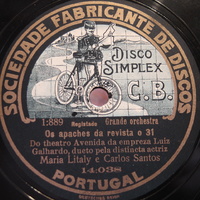 SOCIEDADE FABRICANTE DE DISCOS
DISCO
SIMPLEX
C. B.
1:889 Registado Grande orchestra
Os apaches da revista o 31
Do theatro Avenida da empreza Luiz
Galhardo, dueto pela distincta actriz
Maria Litaly e Carlos Santos
14:038
PORTUGAL